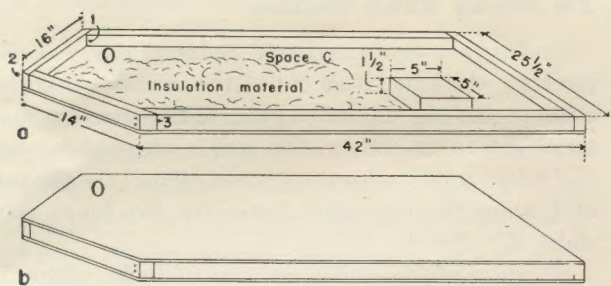 1
16"
2
O
Space C
Insulation material
1 1/2"
5"
5"
25 1/2"
3
14"
42"
a
O
b